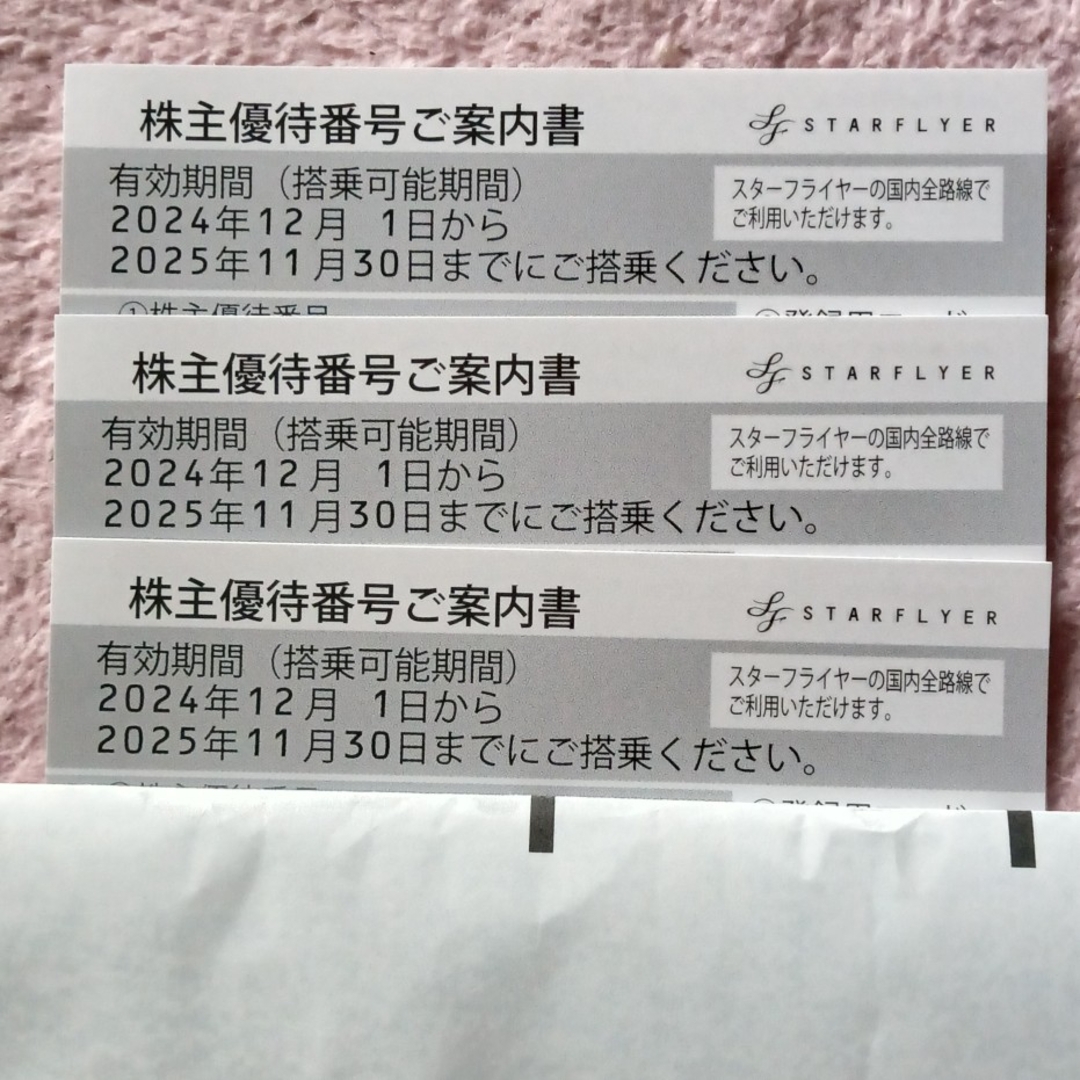 株主優待番号ご案内書
STARFLYER
有効期間（搭乗可能期間）
2024年12月 1日から
2025年11月30日までにご搭乗ください。
スターフライヤーの国内全路線で
ご利用いただけます。
①株主優待番号
株主優待番号ご案内書
STARFLYER
有効期間（搭乗可能期間）
2024年12月 1日から
2025年11月30日までにご搭乗ください。
スターフライヤーの国内全路線で
ご利用いただけます。
株主優待番号ご案内書
STARFLYER
有効期間（搭乗可能期間）
2024年12月 1日から
2025年11月30日までにご搭乗ください。
スターフライヤーの国内全路線で
ご利用いただけます。